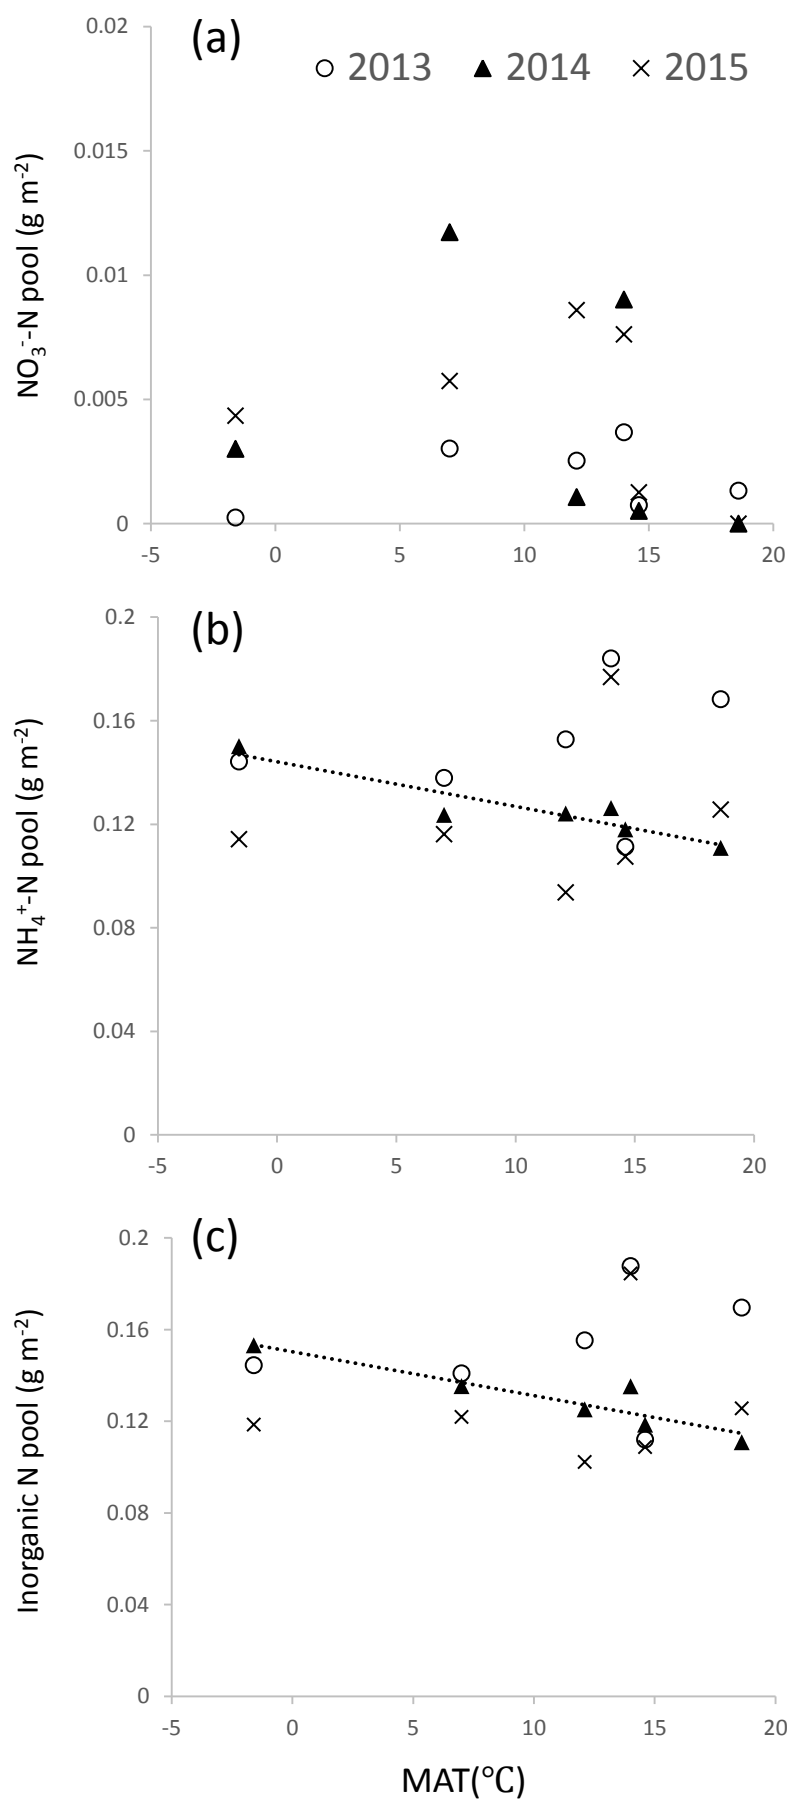 (a)
2013 2014 2015
0.02
0.015
0.01
0.005
0
-5 0 5 10 15 20
NO₃⁻-N pool (g m⁻²)
(b)
0.2
0.16
0.12
0.08
0.04
0
-5 0 5 10 15 20
NH₄⁺-N pool (g m⁻²)
(c)
0.2
0.16
0.12
0.08
0.04
0
-5 0 5 10 15 20
Inorganic N pool (g m⁻²)
MAT(℃)